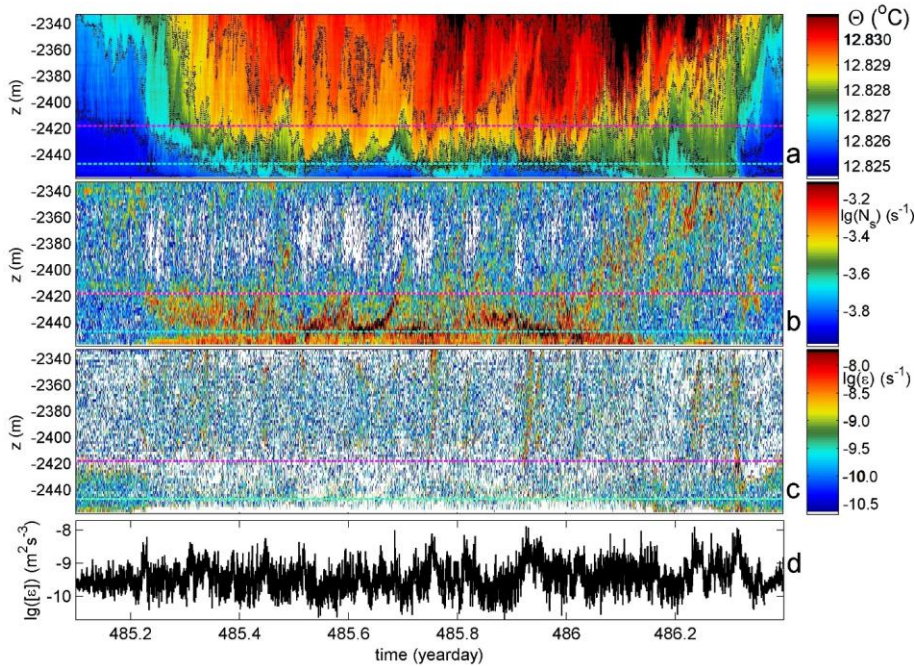 Θ (°C)
z (m)
-2340
-2360
-2380
-2400
-2420
-2440
12.830
12.829
12.828
12.827
12.826
12.825
a
z (m)
-2340
-2360
-2380
-2400
-2420
-2440
-3.2
lg(N_s) (s⁻¹)
-3.4
-3.6
-3.8
b
z (m)
-2340
-2360
-2380
-2400
-2420
-2440
-8.0
lg(ε) (s⁻¹)
-8.5
-9.0
-9.5
-10.0
-10.5
c
lg([ε]) (m²s⁻³)
-8
-9
-10
d
485.2 485.4 485.6 485.8 486 486.2
time (yearday)